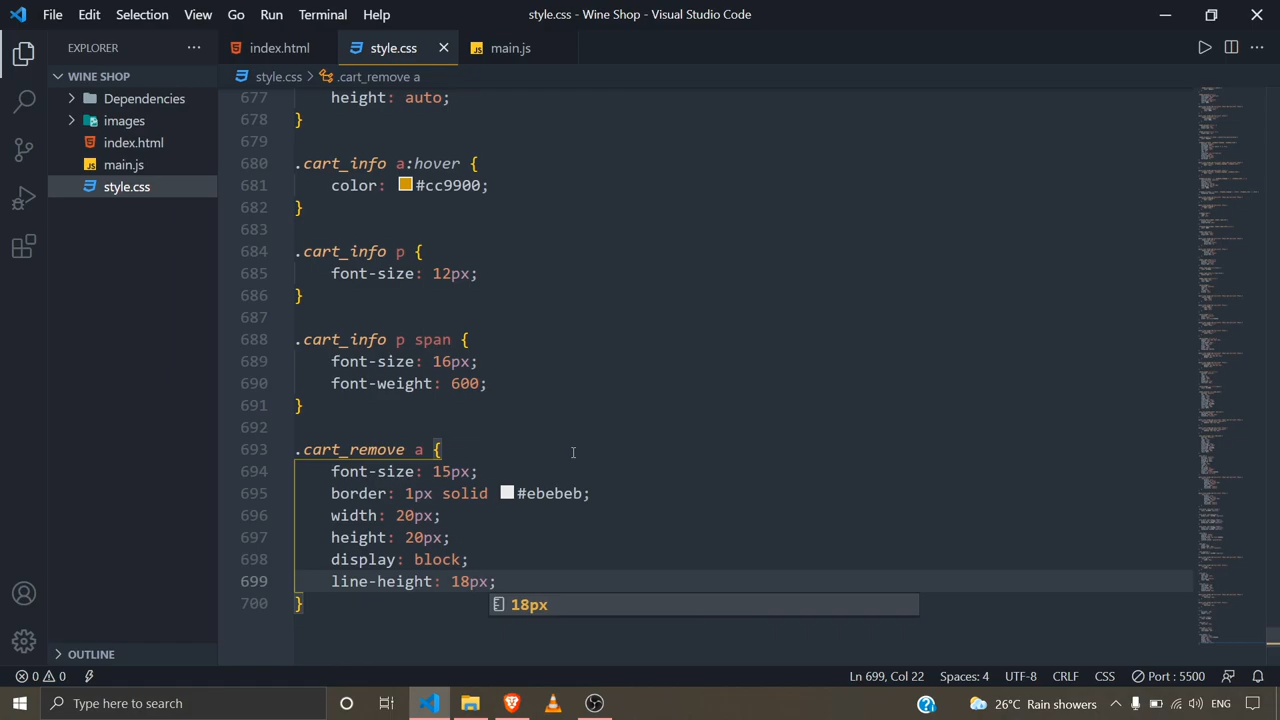 File Edit Selection View Go Run Terminal Help
style.css - Wine Shop - Visual Studio Code
EXPLORER
index.html
style.css
main.js
WINE SHOP
style.css > .cart_remove a
Dependencies
images
index.html
main.js
style.css
677 height: auto;
678 }
679
680 .cart_info a:hover {
681 color: #cc9900;
682 }
683
684 .cart_info p {
685 font-size: 12px;
686 }
687
688 .cart_info p span {
689 font-size: 16px;
690 font-weight: 600;
691 }
692
693 .cart_remove a {
694 font-size: 15px;
695 border: 1px solid #ebebeb;
696 width: 20px;
697 height: 20px;
698 display: block;
699 line-height: 18px;
18px
700 }
OUTLINE
0 0
Ln 699, Col 22 Spaces: 4 UTF-8 CRLF CSS Port : 5500
Type here to search
26°C Rain showers ENG